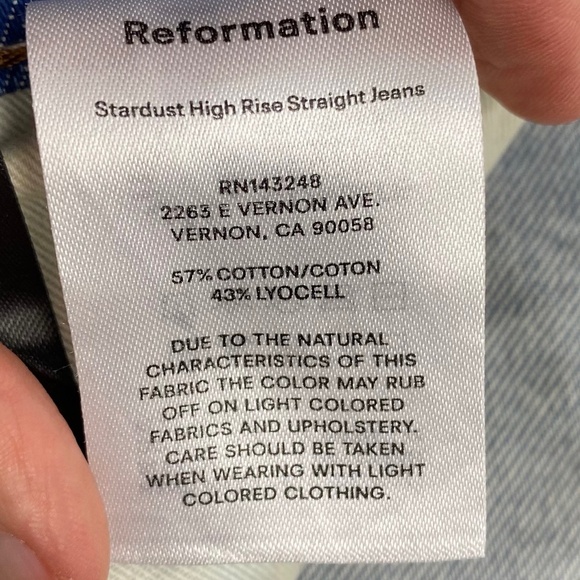 Reformation
Stardust High Rise Straight Jeans
RN143248
2263 E VERNON AVE.
VERNON, CA 90058
57% COTTON/COTON
43% LYOCELL
DUE TO THE NATURAL
CHARACTERISTICS OF THIS
FABRIC THE COLOR MAY RUB
OFF ON LIGHT COLORED
FABRICS AND UPHOLSTERY.
CARE SHOULD BE TAKEN
WHEN WEARING WITH LIGHT
COLORED CLOTHING.